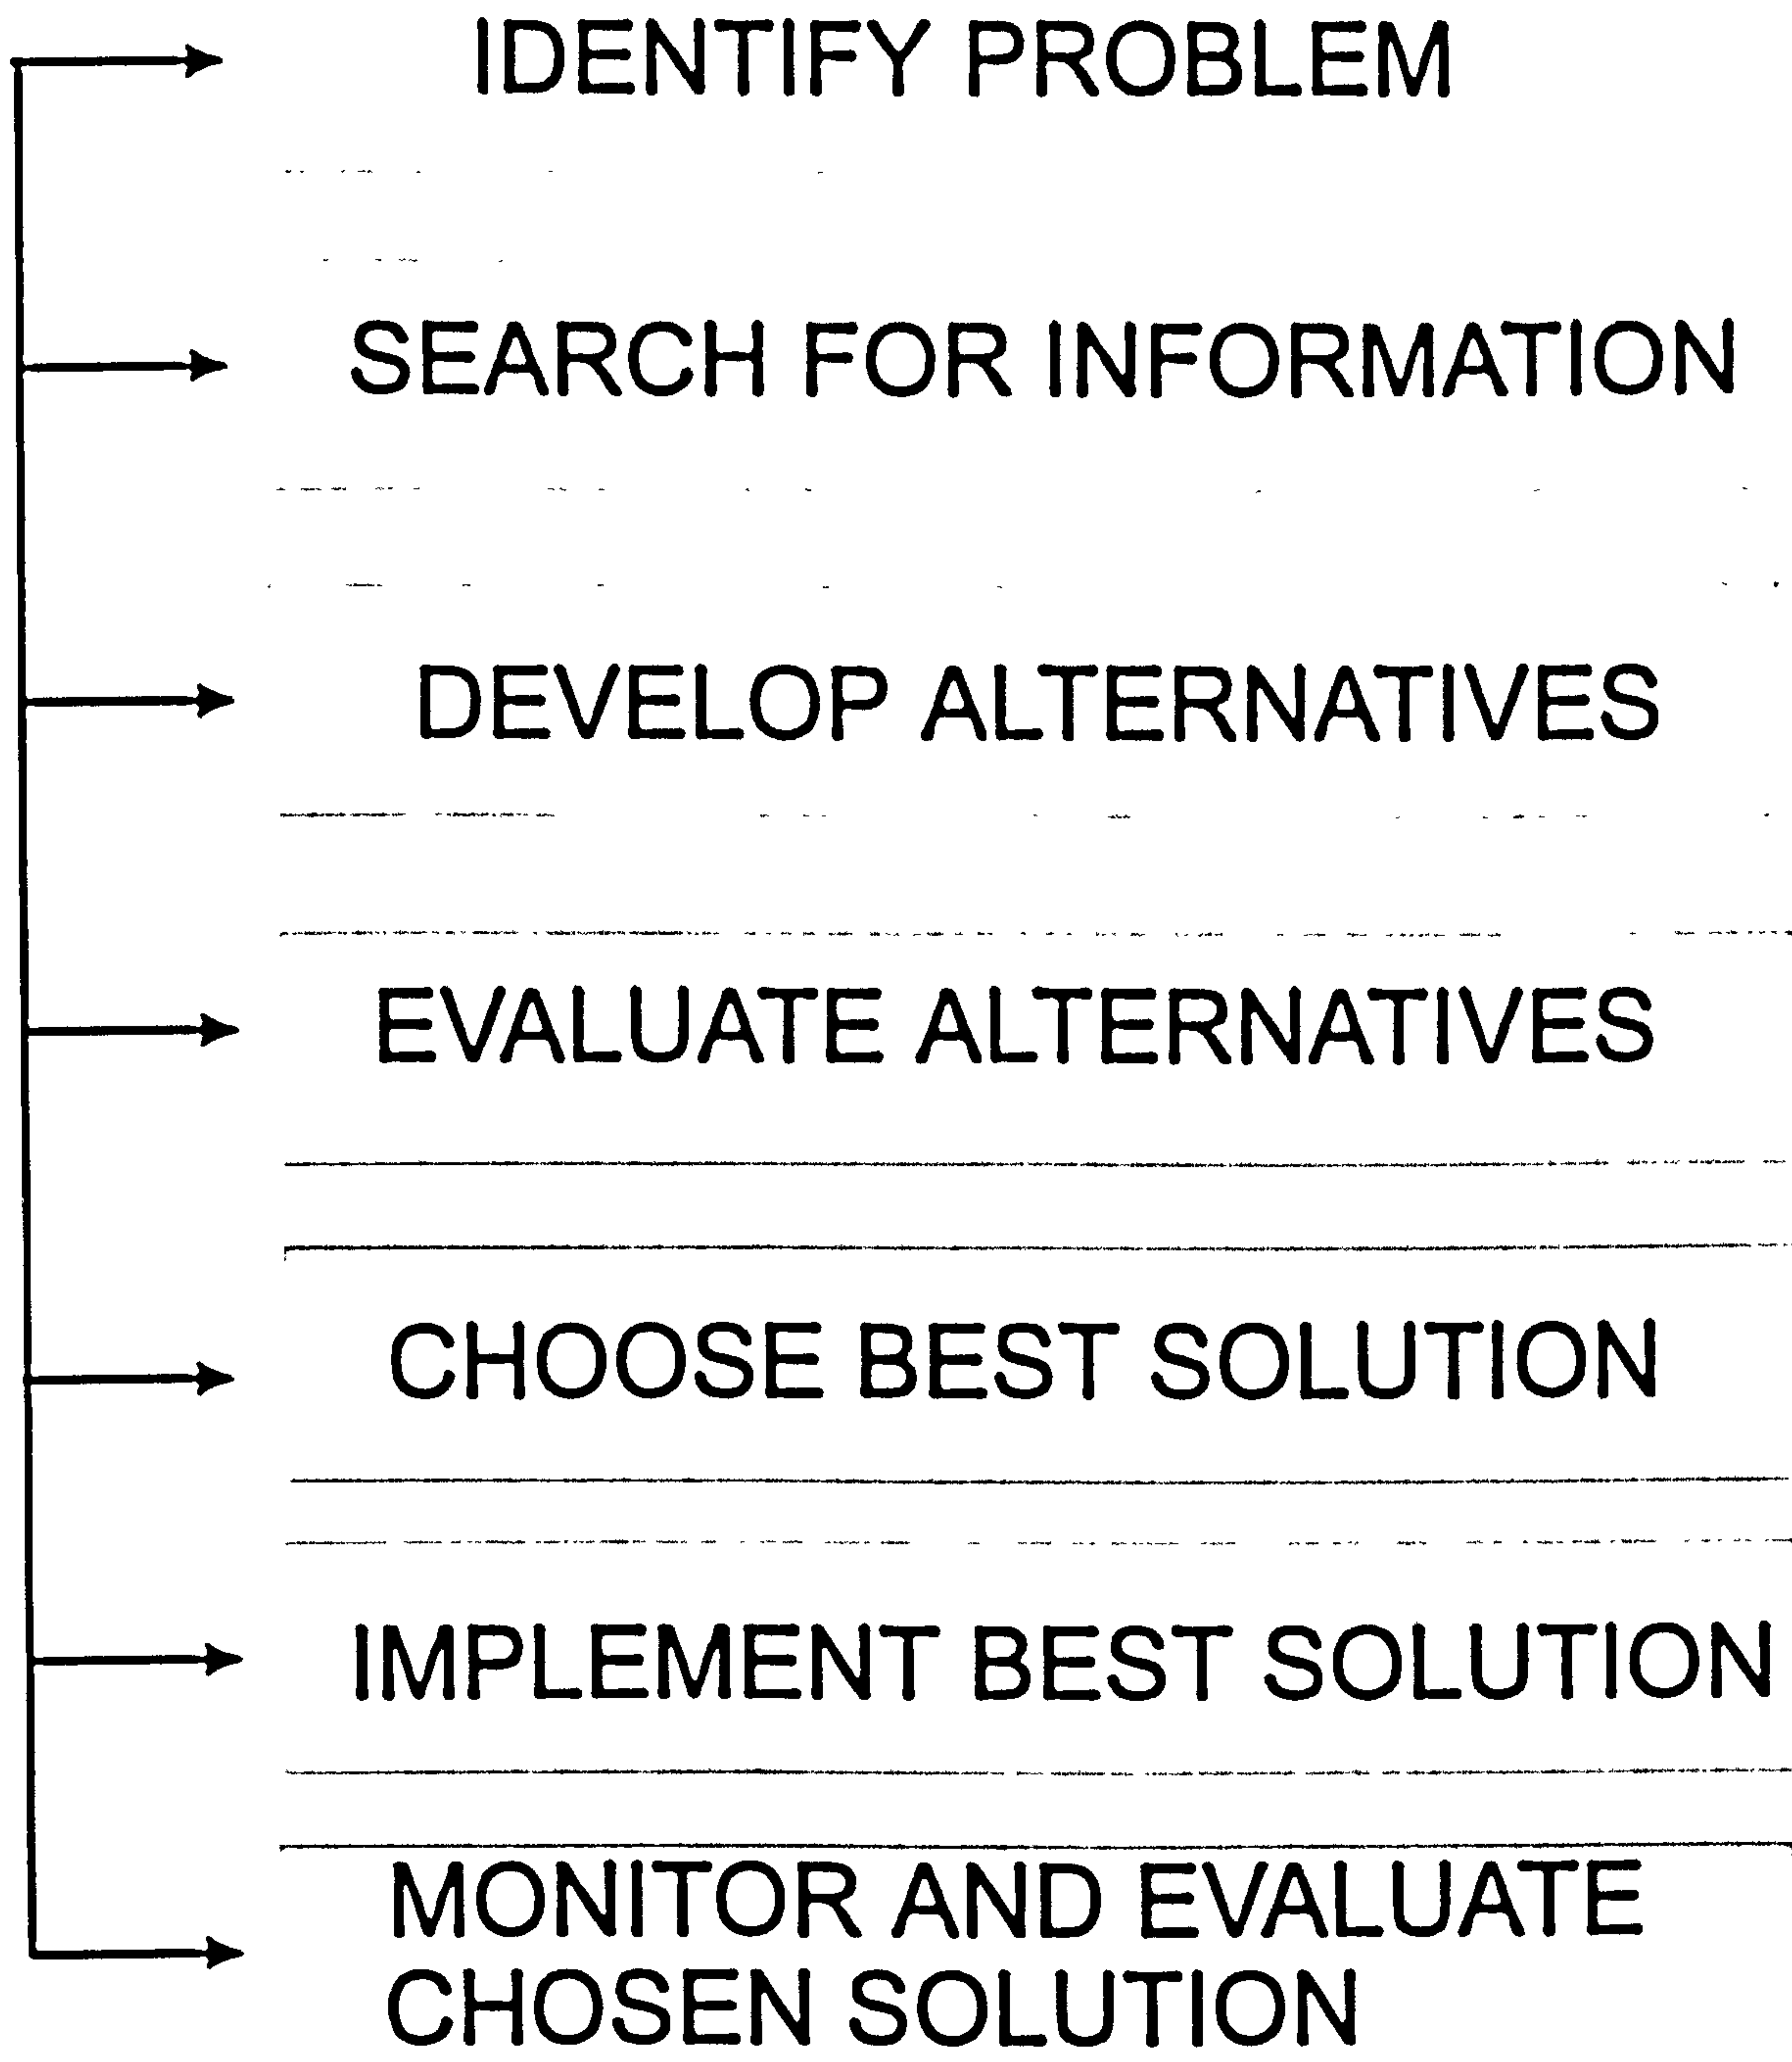 IDENTIFY PROBLEM
SEARCH FOR INFORMATION
DEVELOP ALTERNATIVES
EVALUATE ALTERNATIVES
CHOOSE BEST SOLUTION
IMPLEMENT BEST SOLUTION
MONITOR AND EVALUATE
CHOSEN SOLUTION